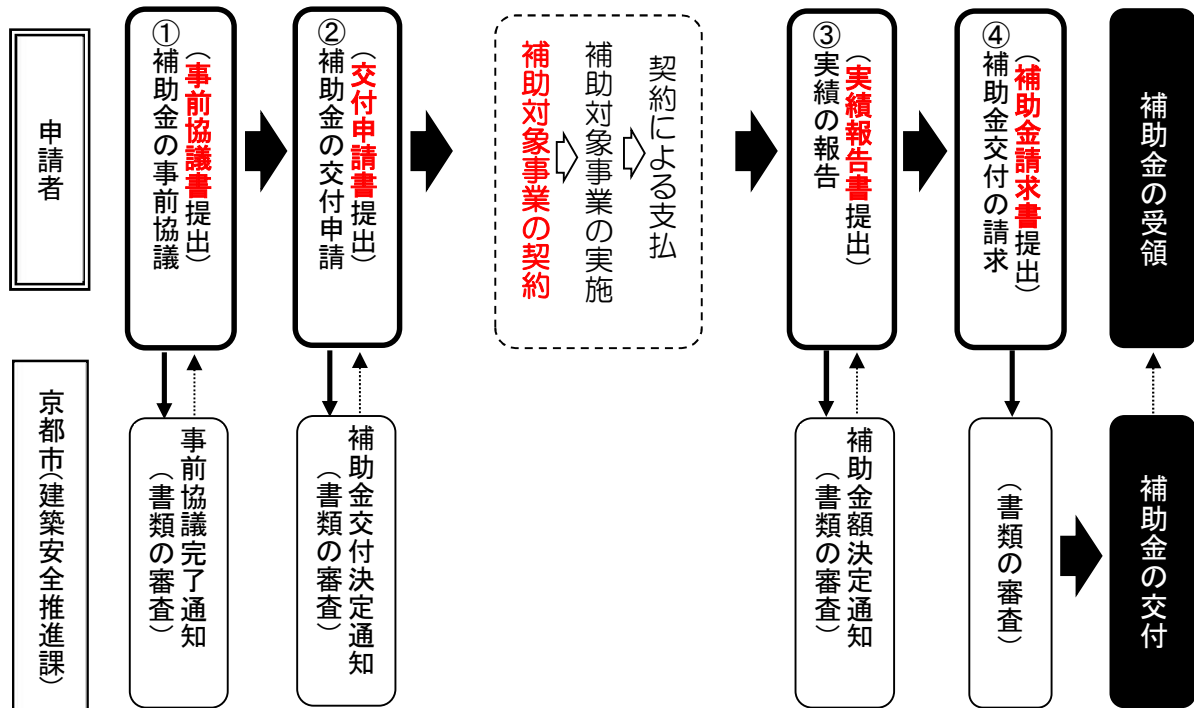 申請者
①
補助金の事前協議
（事前協議書提出）
②
補助金の交付申請
（交付申請書提出）
補助対象事業の契約
補助対象事業の実施
契約による支払
③
実績の報告
（実績報告書提出）
④
補助金交付の請求
（補助金請求書提出）
補助金の受領
京都市（建築安全推進課）
事前協議完了通知
（書類の審査）
補助金交付決定通知
（書類の審査）
補助金額決定通知
（書類の審査）
（書類の審査）
補助金の交付